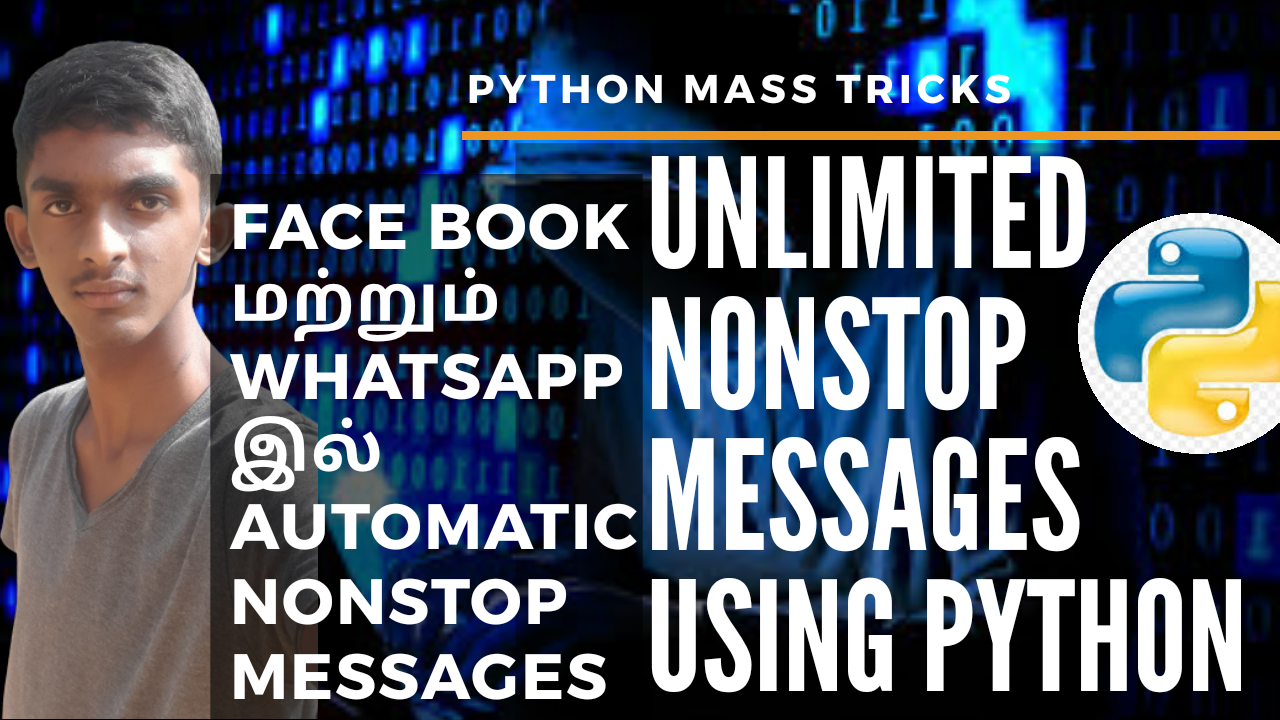 PYTHON MASS TRICKS
FACE BOOK
மற்றும்
WHATSAPP
இல்
AUTOMATIC
NONSTOP
MESSAGES
UNLIMITED
NONSTOP
MESSAGES
USING PYTHON